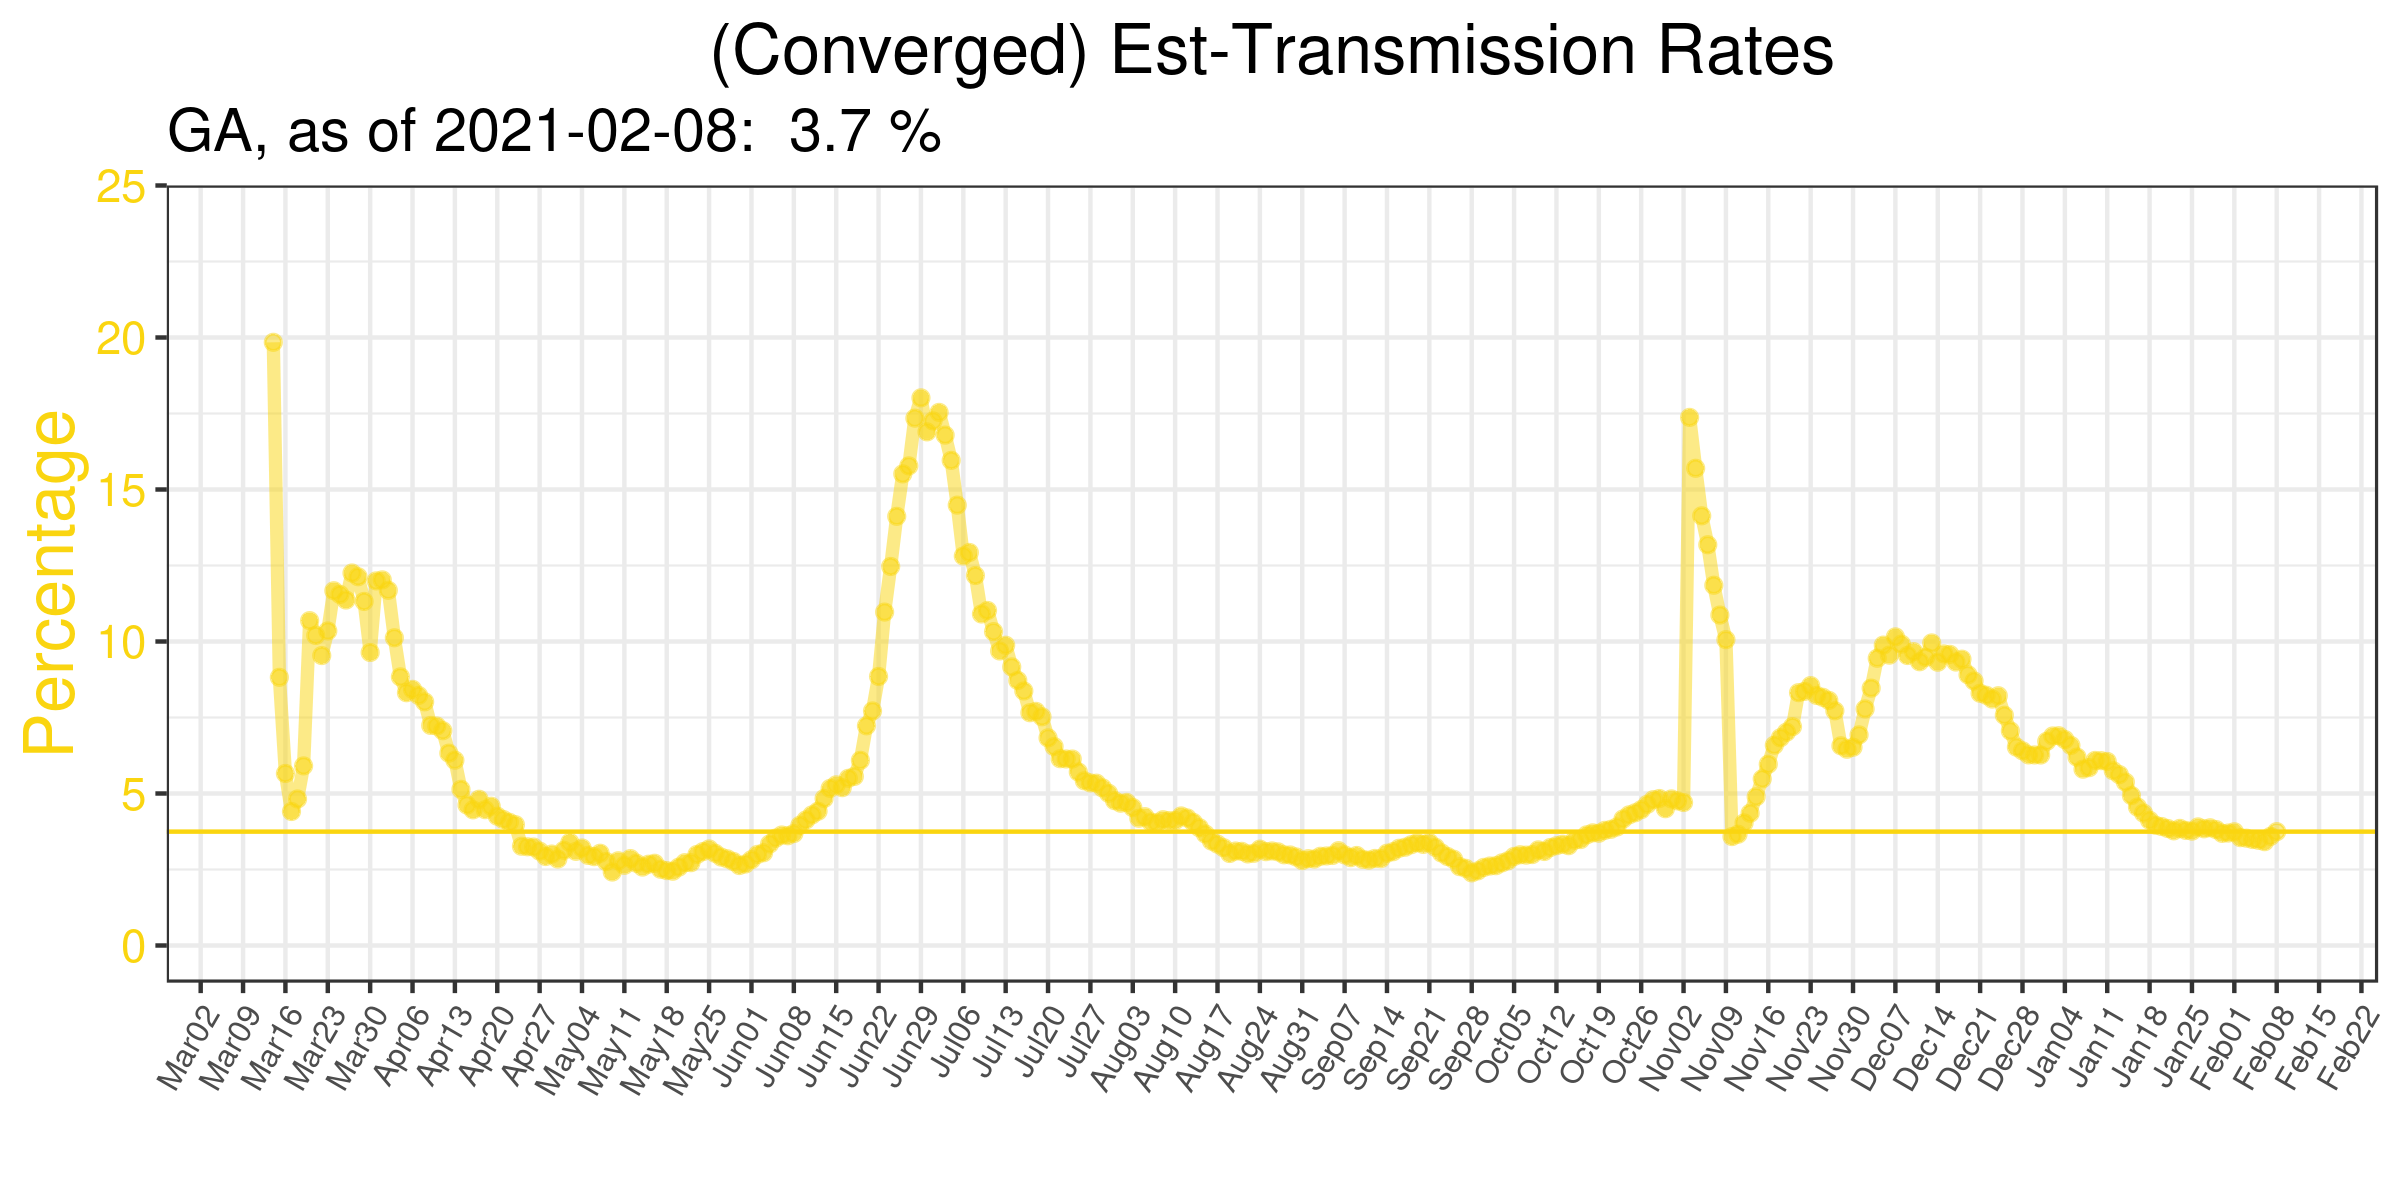 (Converged) Est-Transmission Rates
GA, as of 2021-02-08:  3.7 %
Percentage
25
20
15
10
5
0
Mar02 Mar09 Mar16 Mar23 Mar30 Apr06 Apr13 Apr20 Apr27 May04 May11 May18 May25 Jun01 Jun08 Jun15 Jun22 Jun29 Jul06 Jul13 Jul20 Jul27 Aug03 Aug10 Aug17 Aug24 Aug31 Sep07 Sep14 Sep21 Sep28 Oct05 Oct12 Oct19 Oct26 Nov02 Nov09 Nov16 Nov23 Nov30 Dec07 Dec14 Dec21 Dec28 Jan04 Jan11 Jan18 Jan25 Feb01 Feb08 Feb15 Feb22